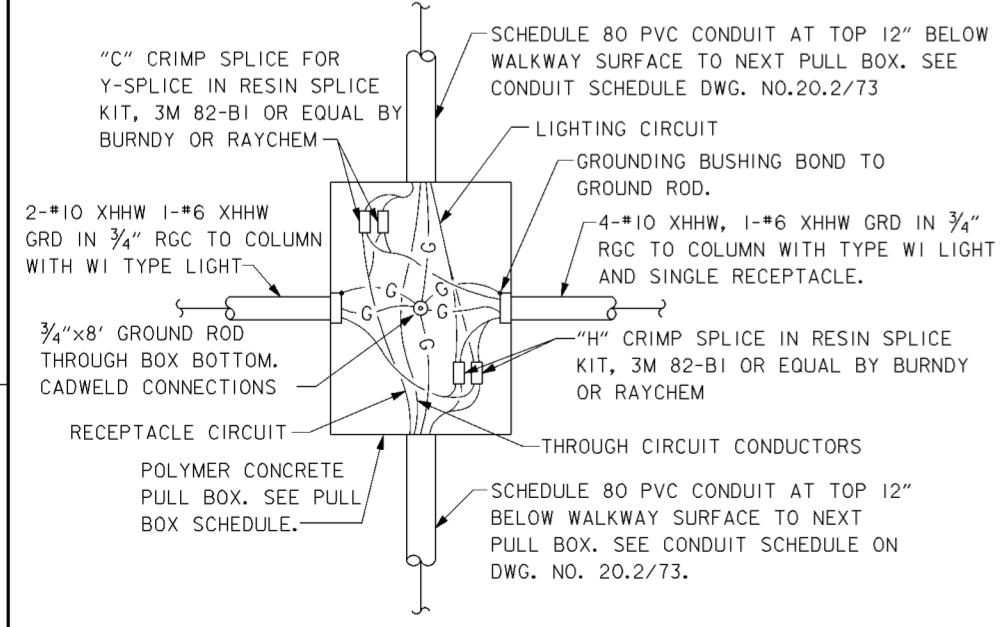 "C" CRIMP SPLICE FOR
Y-SPLICE IN RESIN SPLICE
KIT, 3M 82-B1 OR EQUAL BY
BURNDY OR RAYCHEM
SCHEDULE 80 PVC CONDUIT AT TOP 12" BELOW
WALKWAY SURFACE TO NEXT PULL BOX. SEE
CONDUIT SCHEDULE DWG. NO.20.2/73
LIGHTING CIRCUIT
GROUNDING BUSHING BOND TO
GROUND ROD.
2-#10 XHHW 1-#6 XHHW
GRD IN 3/4" RGC TO COLUMN
WITH W1 TYPE LIGHT
4-#10 XHHW, 1-#6 XHHW GRD IN 3/4"
RGC TO COLUMN WITH TYPE W1 LIGHT
AND SINGLE RECEPTACLE.
G
G
G
G
G
G
3/4"x8' GROUND ROD
THROUGH BOX BOTTOM.
CADWELD CONNECTIONS
"H" CRIMP SPLICE IN RESIN SPLICE
KIT, 3M 82-B1 OR EQUAL BY BURNDY
OR RAYCHEM
RECEPTACLE CIRCUIT
THROUGH CIRCUIT CONDUCTORS
POLYMER CONCRETE
PULL BOX. SEE PULL
BOX SCHEDULE.
SCHEDULE 80 PVC CONDUIT AT TOP 12"
BELOW WALKWAY SURFACE TO NEXT
PULL BOX. SEE CONDUIT SCHEDULE ON
DWG. NO. 20.2/73.